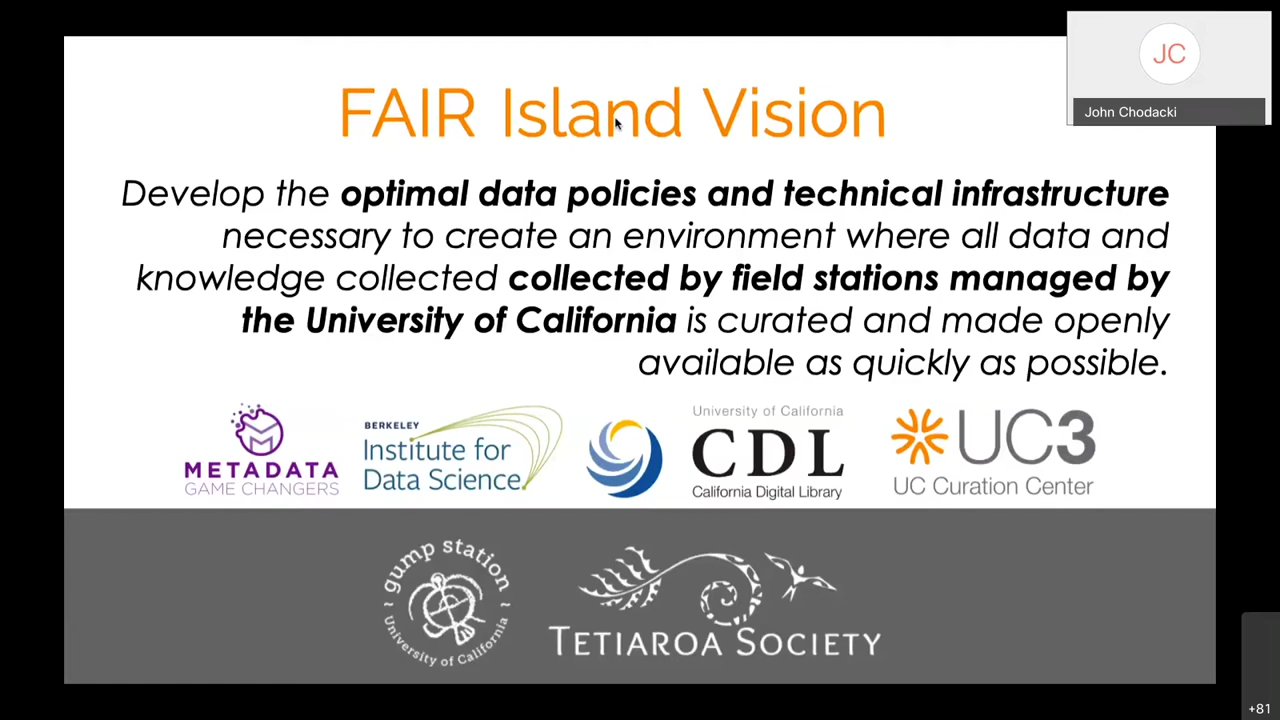 JC
John Chodacki
FAIR Island Vision
Develop the optimal data policies and technical infrastructure
necessary to create an environment where all data and
knowledge collected collected by field stations managed by
the University of California is curated and made openly
available as quickly as possible.
METADATA
GAME CHANGERS
BERKELEY
Institute for
Data Science
University of California
CDL
California Digital Library
UC3
UC Curation Center
gump station
University of California
TETIAROA SOCIETY
+81